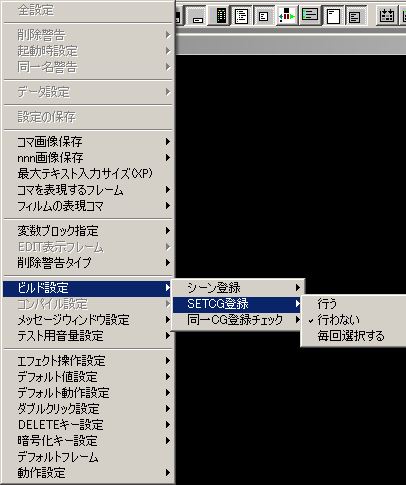 全設定
削除警告
起動時設定
同一名警告
データ設定
設定の保存
コマ画像保存
nnn画像保存
最大テキスト入力サイズ(XP)
コマを表現するフレーム
フィルムの表現コマ
変数ブロック指定
EDIT表示フレーム
削除警告タイプ
ビルド設定
コンパイル設定
メッセージウィンドウ設定
テスト用音量設定
エフェクト操作設定
デフォルト値設定
デフォルト動作設定
ダブルクリック設定
DELETEキー設定
暗号化キー設定
デフォルトフレーム
動作設定
シーン登録
SETCG登録
同一CG登録チェック
行う
行わない
毎回選択する